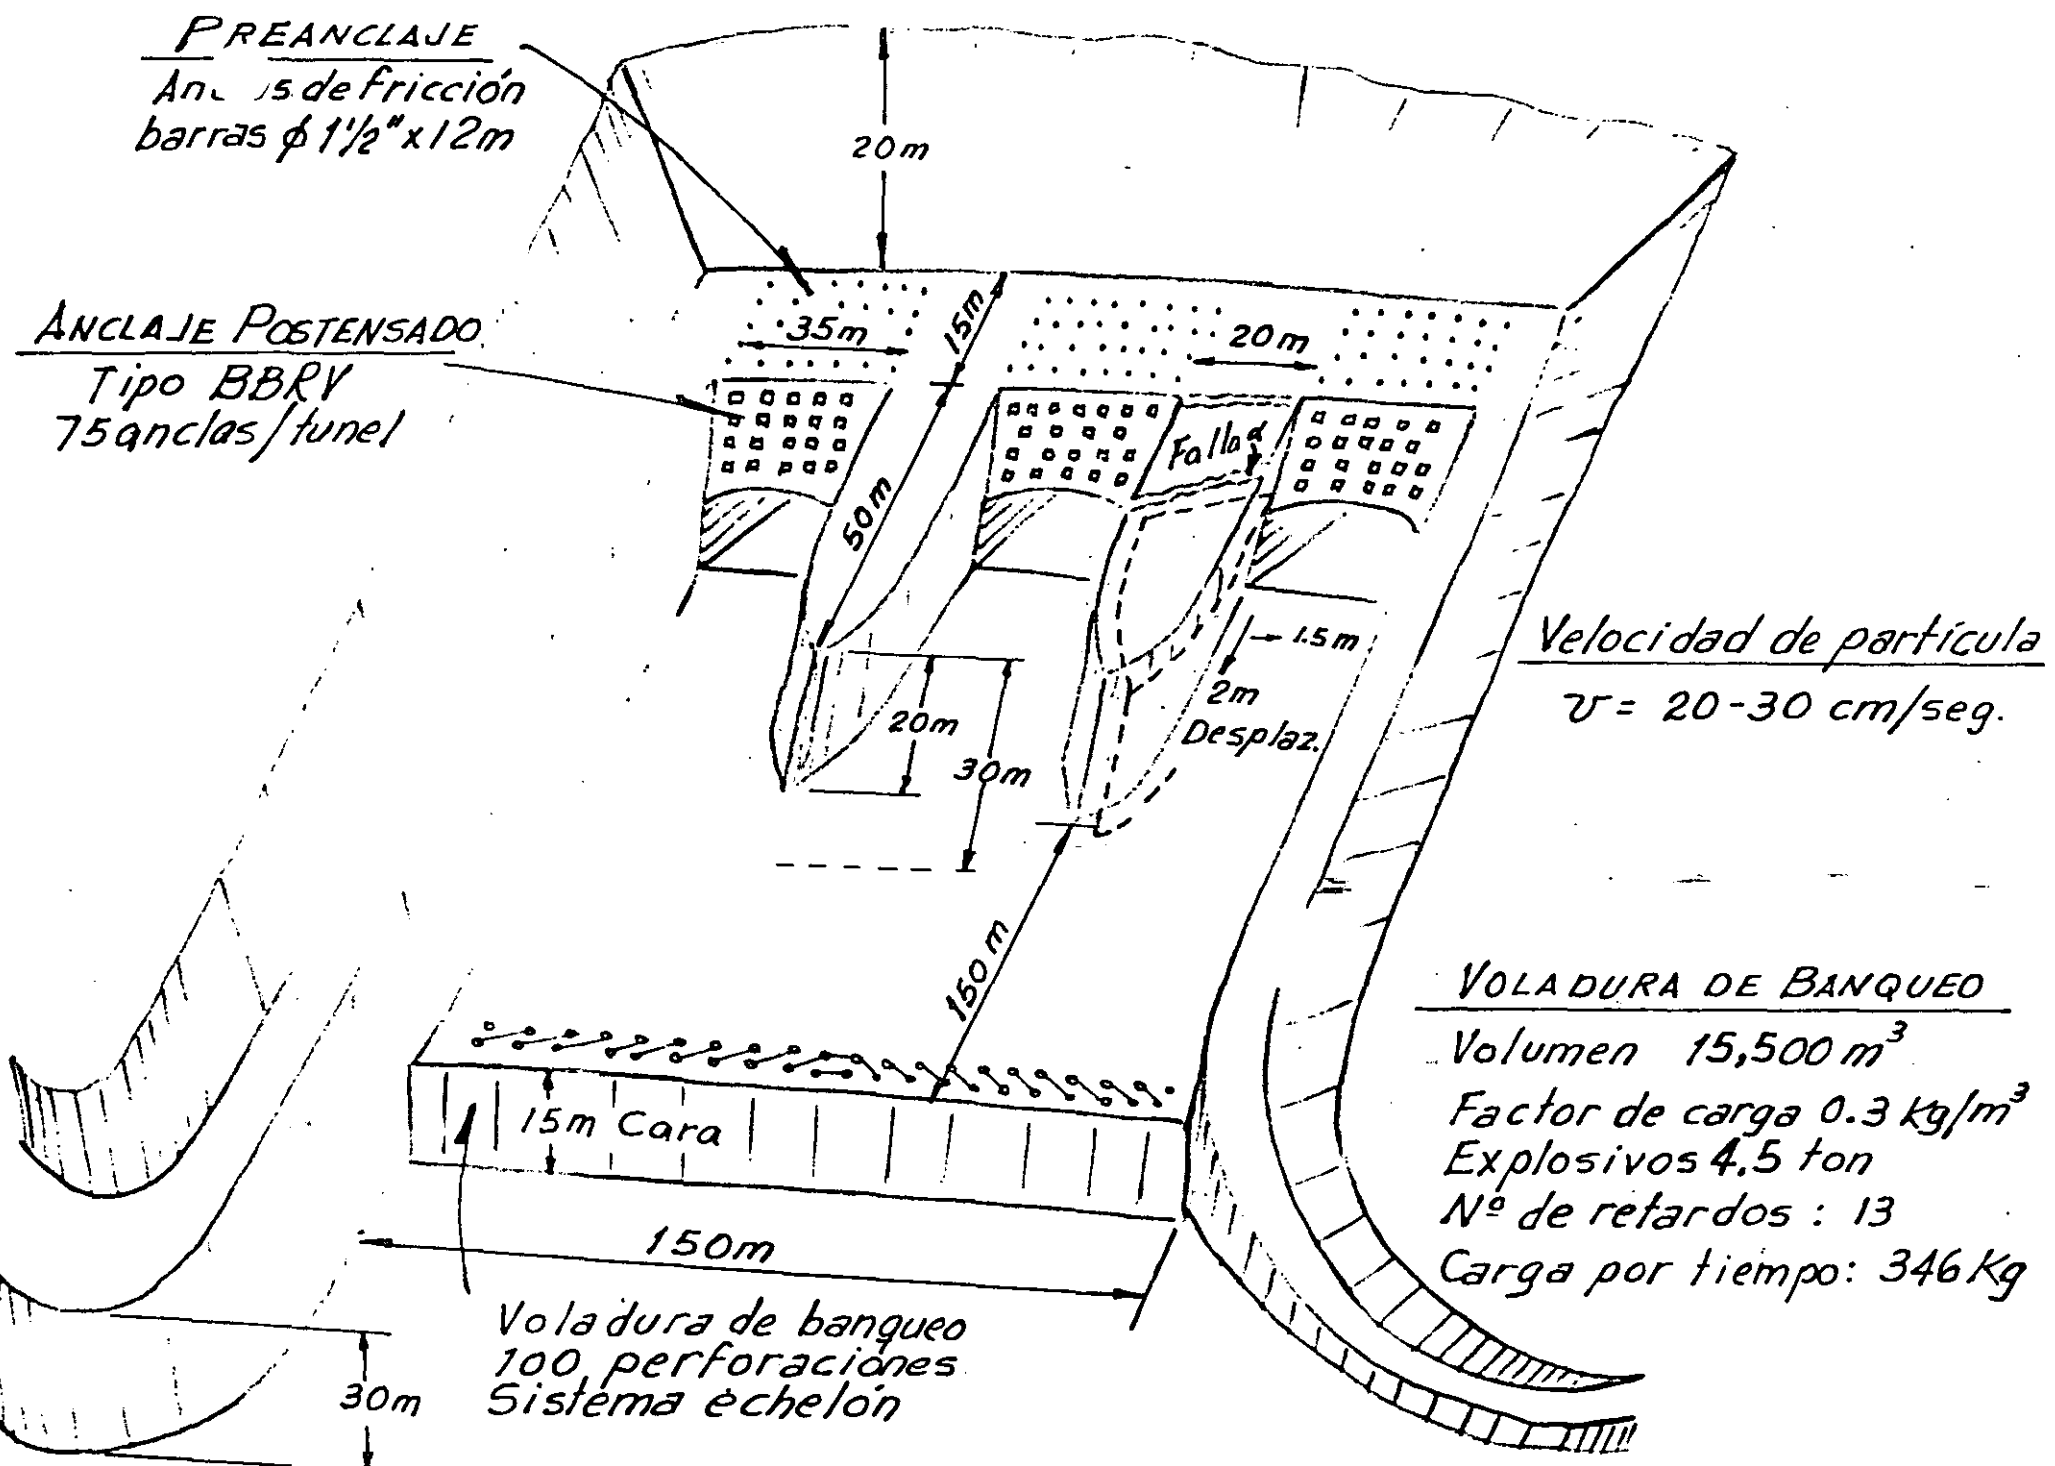 PREANCLAJE
de fricción
barras ϕ 1½" x 12m
20m
ANCLAJE POSTENSADO
Tipo BBRV
75 anclas/tunel
35m
15m
20m
Falla
50m
1.5m
2m
Desplaz.
20m
30m
Velocidad de partícula
v = 20-30 cm/seg.
150m
VOLADURA DE BANQUEO
Volumen 15,500 m³
Factor de carga 0.3 Kg/m³
Explosivos 4.5 ton
Nº de retardos : 13
Carga por tiempo: 346 Kg
15m Cara
150m
Voladura de banqueo
100 perforaciónes
Sistema echelón
30m